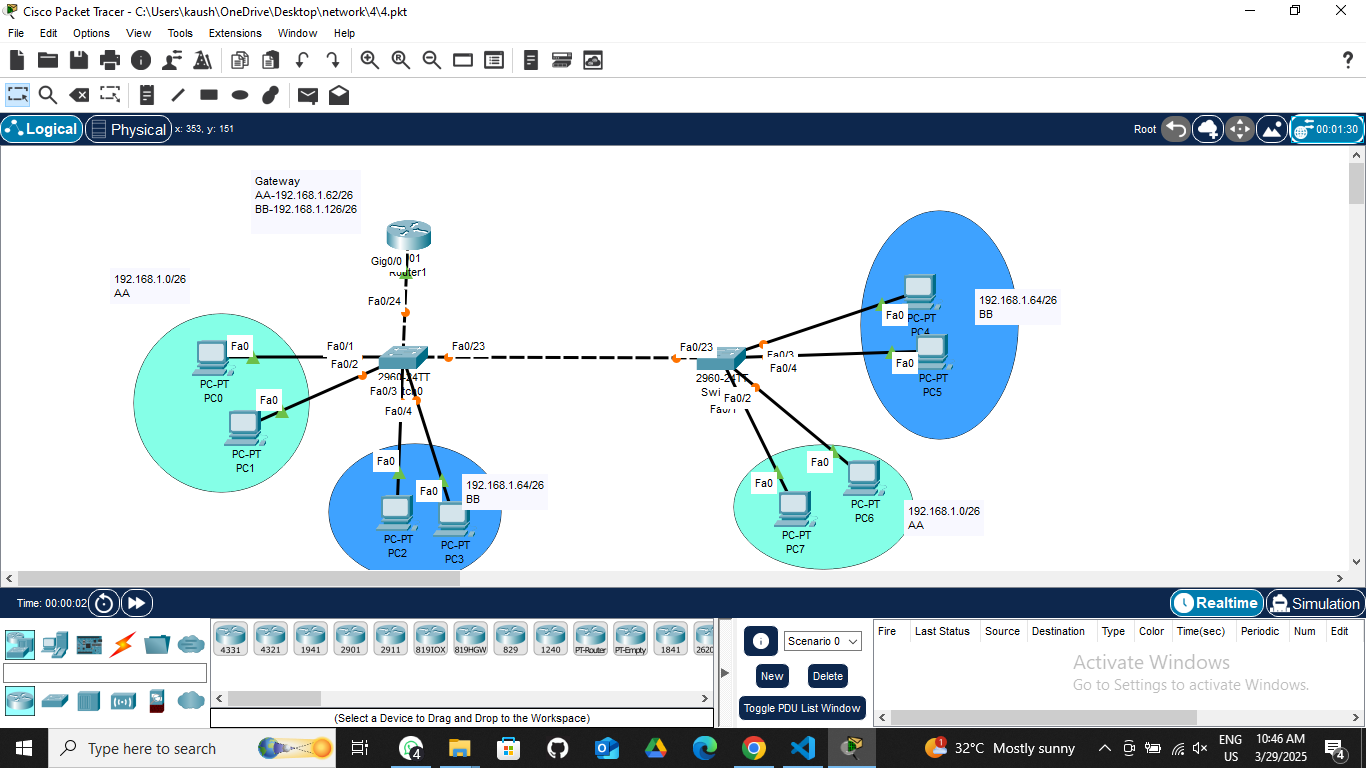 Cisco Packet Tracer - C:\Users\kaush\OneDrive\Desktop\network\4\4.pkt
File Edit Options View Tools Extensions Window Help
Logical Physical x: 353, y: 151 Root 00:01:30
Gateway
AA-192.168.1.62/26
BB-192.168.1.126/26
Gig0/0
Fa0/24
192.168.1.0/26
AA
Fa0
Fa0/1
Fa0/2
PC-PT
PC0
Fa0
PC-PT
PC1
Fa0/23
2960-24TT
Fa0/3
Fa0/4
Fa0
Fa0
192.168.1.64/26
BB
PC-PT
PC2
PC-PT
PC3
Fa0/23
2960-24TT
Fa0/3
Fa0/4
Fa0/2
Fa0/1
Fa0
PC-PT
PC4
192.168.1.64/26
BB
Fa0
PC-PT
PC5
Fa0
Fa0
PC-PT
PC6
192.168.1.0/26
AA
PC-PT
PC7
Time: 00:00:02 Realtime Simulation
4331 4321 1941 2901 2911 819IOX 819HGW 829 1240 PT-Router PT-Empty 1841 2620
(Select a Device to Drag and Drop to the Workspace)
Scenario 0
New Delete
Toggle PDU List Window
Fire Last Status Source Destination Type Color Time(sec) Periodic Num Edit
Activate Windows
Go to Settings to activate Windows.
Type here to search
4
1
32°C Mostly sunny
ENG
US
10:46 AM
3/29/2025
4